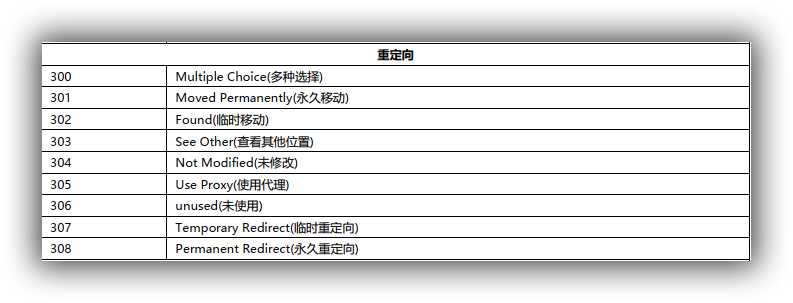 重定向
300 Multiple Choice(多种选择)
301 Moved Permanently(永久移动)
302 Found(临时移动)
303 See Other(查看其他位置)
304 Not Modified(未修改)
305 Use Proxy(使用代理)
306 unused(未使用)
307 Temporary Redirect(临时重定向)
308 Permanent Redirect(永久重定向)